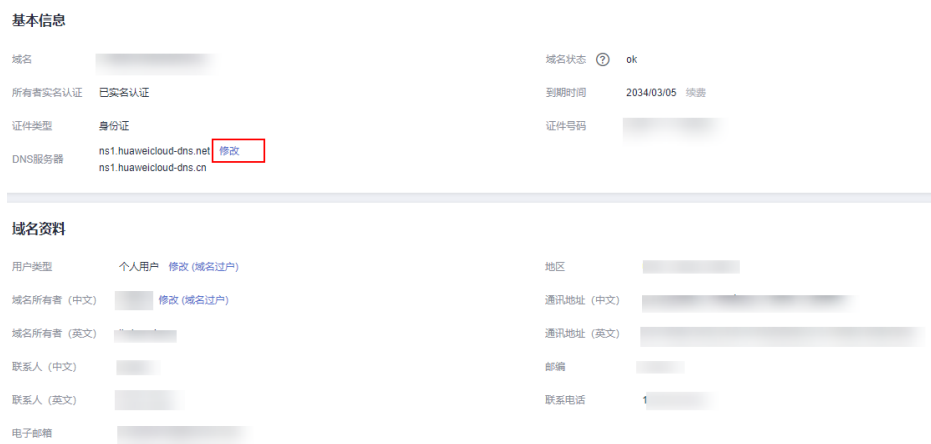 基本信息
域名
域名状态 ? ok
所有者实名认证 已实名认证
到期时间 2034/03/05 续费
证件类型 身份证
证件号码
DNS服务器 ns1.huaweicloud-dns.net 修改
ns1.huaweicloud-dns.cn
域名资料
用户类型 个人用户 修改 (域名过户)
地区
域名所有者（中文） 修改 (域名过户)
通讯地址（中文）
域名所有者（英文）
通讯地址（英文）
联系人（中文）
邮编
联系人（英文）
联系电话 1
电子邮箱